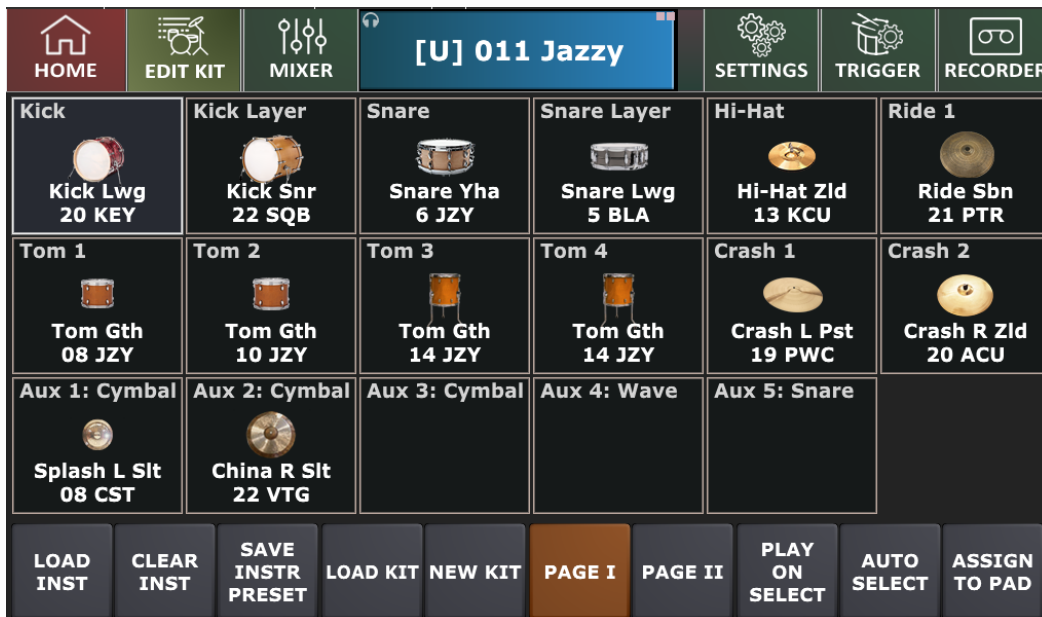 HOME
EDIT KIT
MIXER
[U] 011 Jazzy
SETTINGS
TRIGGER
RECORDER
Kick
Kick Lwg
20 KEY
Kick Layer
Kick Snr
22 SQB
Snare
Snare Yha
6 JZY
Snare Layer
Snare Lwg
5 BLA
Hi-Hat
Hi-Hat Zld
13 KCU
Ride 1
Ride Sbn
21 PTR
Tom 1
Tom Gth
08 JZY
Tom 2
Tom Gth
10 JZY
Tom 3
Tom Gth
14 JZY
Tom 4
Tom Gth
14 JZY
Crash 1
Crash L Pst
19 PWC
Crash 2
Crash R Zld
20 ACU
Aux 1: Cymbal
Splash L Slt
08 CST
Aux 2: Cymbal
China R Slt
22 VTG
Aux 3: Cymbal
Aux 4: Wave
Aux 5: Snare
LOAD
INST
CLEAR
INST
SAVE
INSTR
PRESET
LOAD KIT
NEW KIT
PAGE I
PAGE II
PLAY
ON
SELECT
AUTO
SELECT
ASSIGN
TO PAD